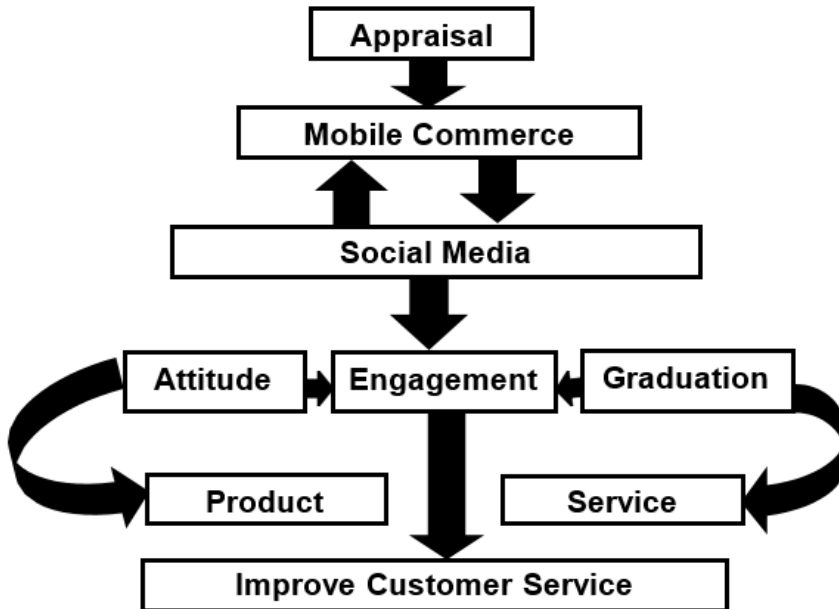 Appraisal
Mobile Commerce
Social Media
Attitude
Engagement
Graduation
Product
Service
Improve Customer Service